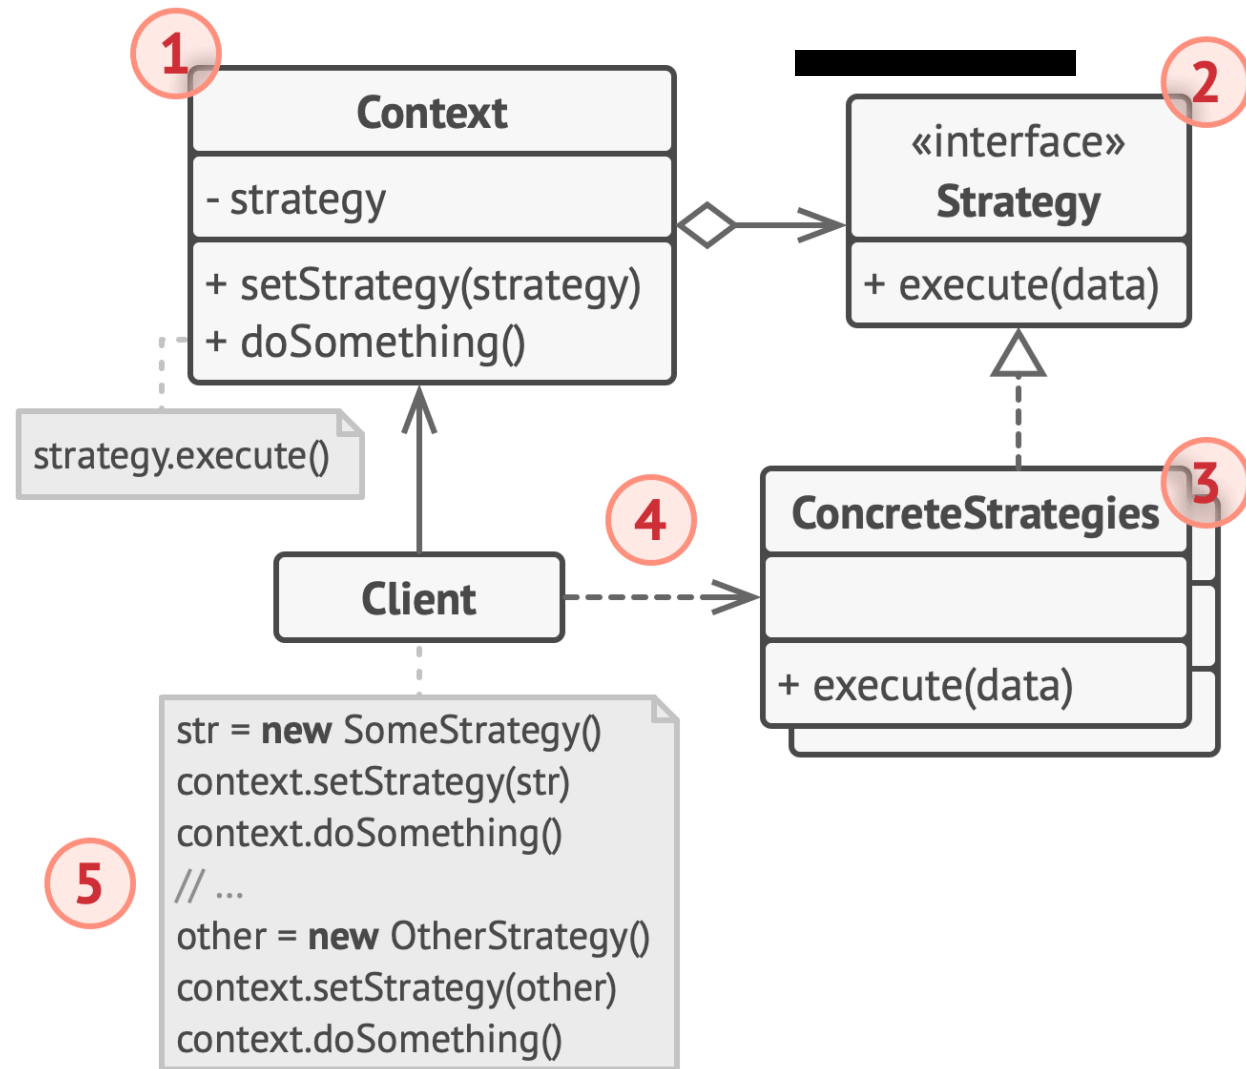 1
Context
- strategy
+ setStrategy(strategy)
+ doSomething()
2
«interface»
Strategy
+ execute(data)
strategy.execute()
3
ConcreteStrategies
+ execute(data)
4
Client
5
str = new SomeStrategy()
context.setStrategy(str)
context.doSomething()
// ...
other = new OtherStrategy()
context.setStrategy(other)
context.doSomething()